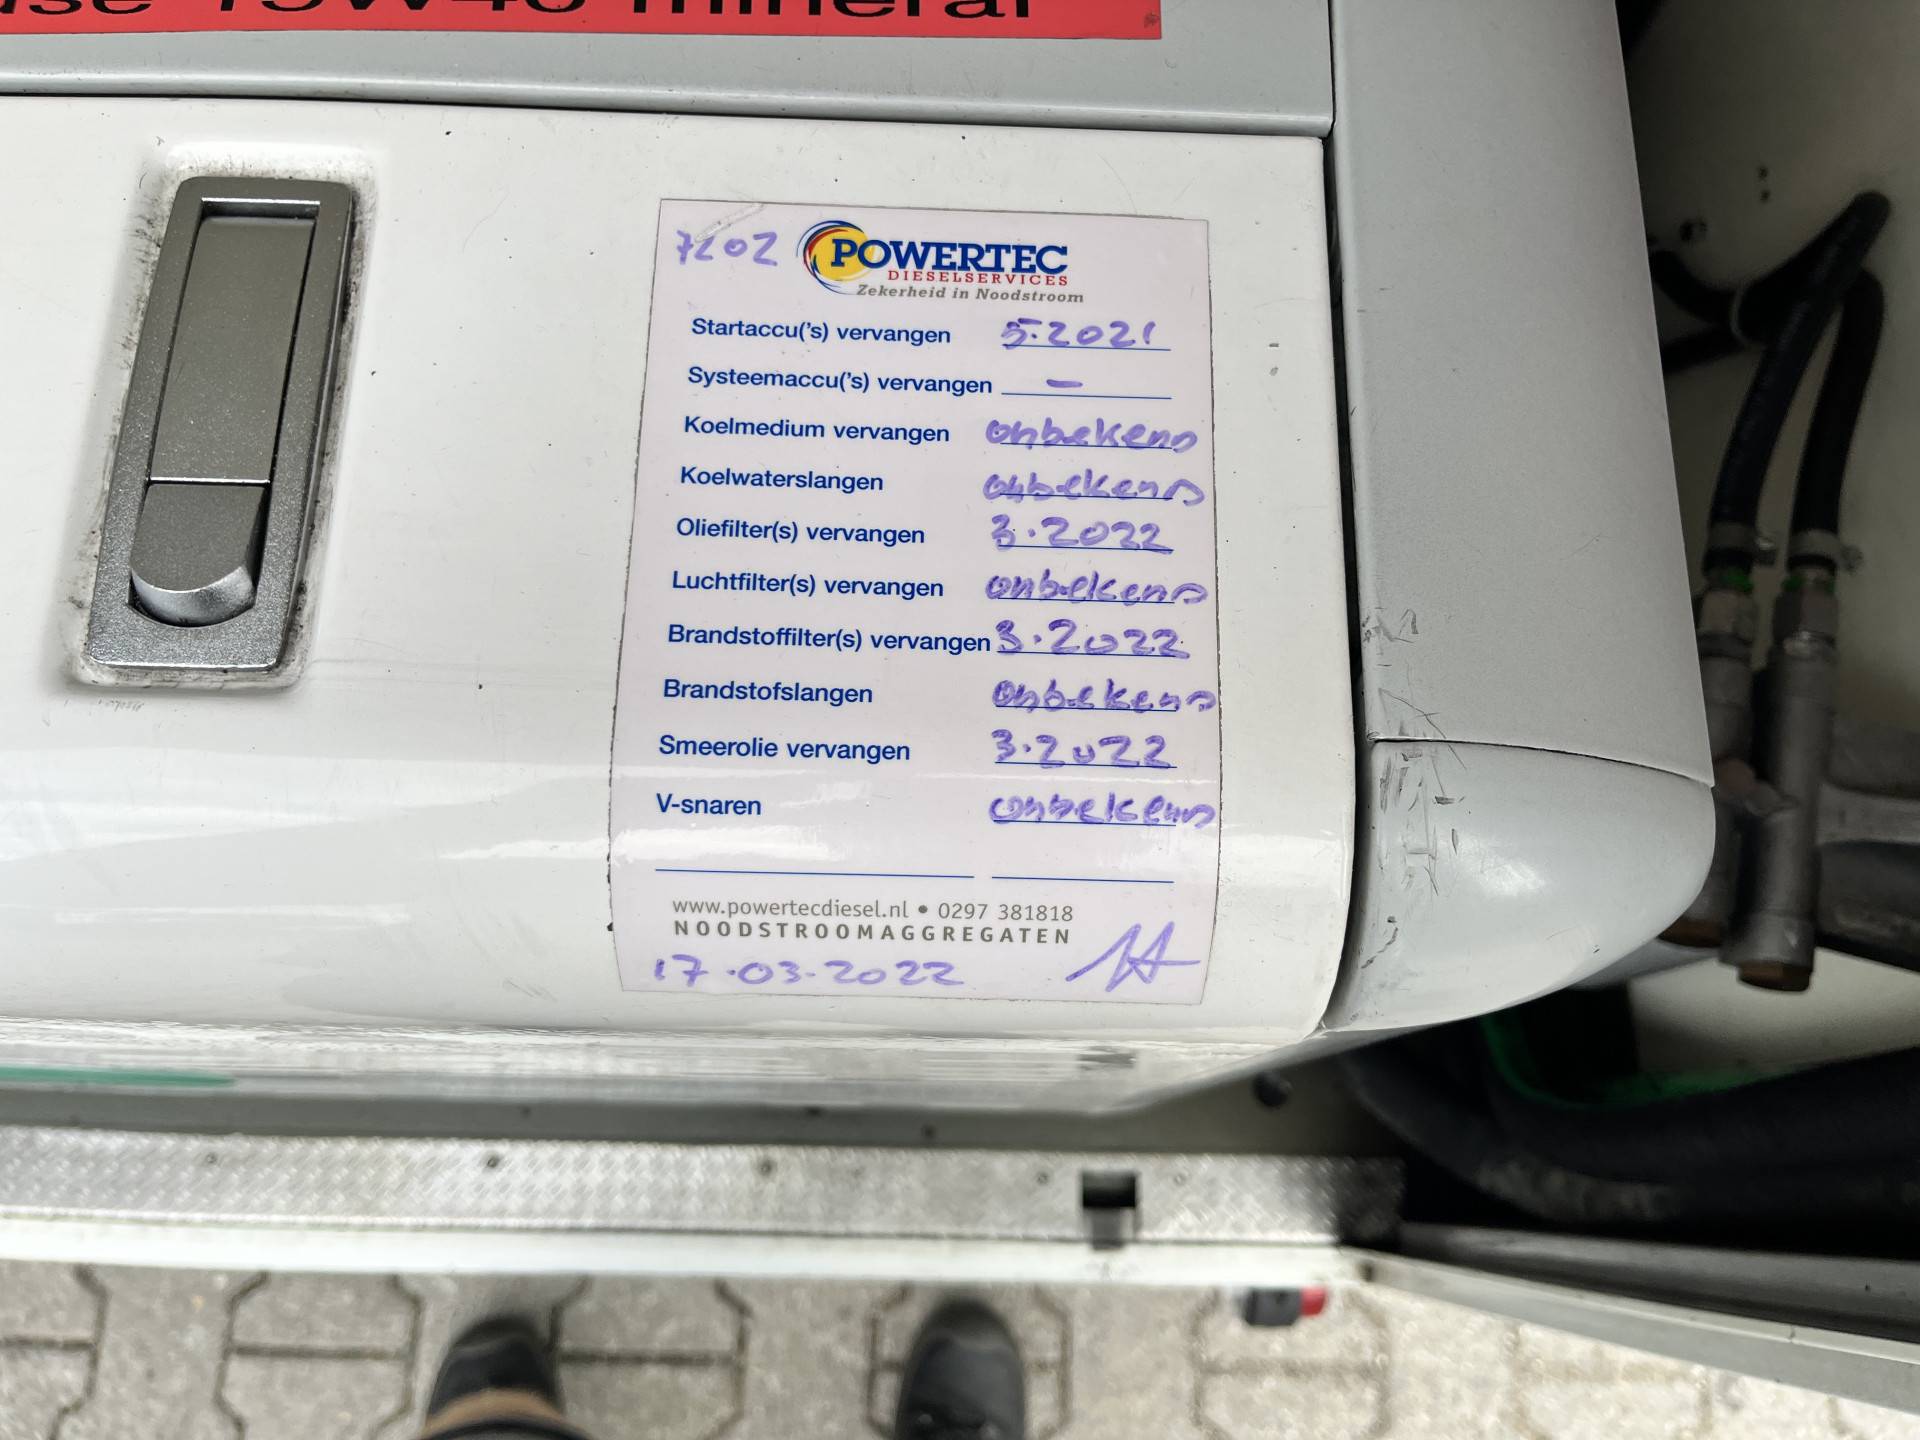 15W40 mineral
7202
POWERTEC
DIESELSERVICES
Zekerheid in Noodstroom
Startaccu('s) vervangen 5.2021
Systeemaccu('s) vervangen -
Koelmedium vervangen onbekend
Koelwaterslangen onbekend
Oliefilter(s) vervangen 3.2022
Luchtfilter(s) vervangen onbekend
Brandstoffilter(s) vervangen 3.2022
Brandstofslangen onbekend
Smeerolie vervangen 3.2022
V-snaren onbekend
www.powertecdiesel.nl • 0297 381818
NOODSTROOMAGGREGATEN
17.03.2022